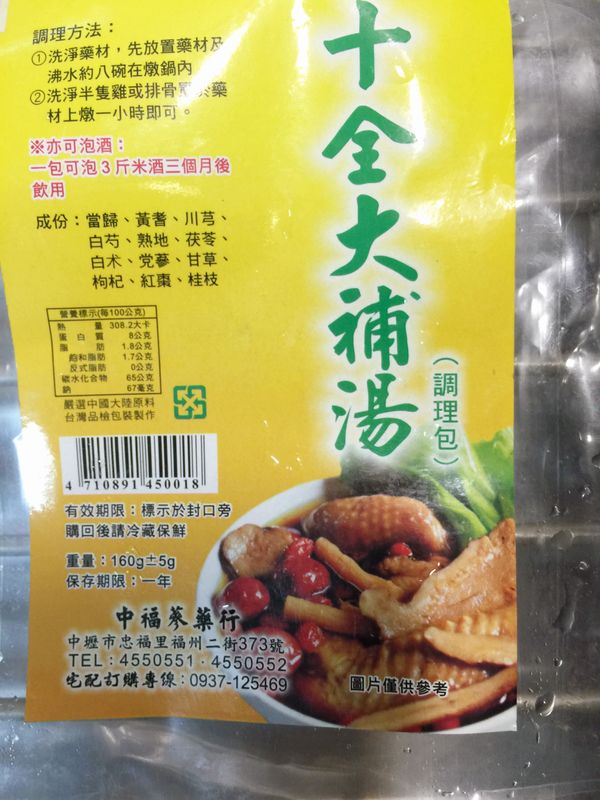 調理方法：
①洗淨藥材，先放置藥材及
沸水約八碗在燉鍋內
②洗淨半隻雞或排骨
藥
材上燉一小時即可。
※亦可泡酒：
一包可泡3斤米酒三個月後
飲用
成份：當歸、黃耆、川芎、
白芍、熟地、茯苓、
白朮、党蔘、甘草、
枸杞、紅棗、桂枝
營養標示(每100公克)
熱量 308.2大卡
蛋白質 8公克
脂肪 1.8公克
飽和脂肪 1.7公克
反式脂肪 0公克
碳水化合物 65公克
鈉 67毫克
嚴選中國大陸原料
台灣品檢包裝製作
4 710891 450018
有效期限：標示於封口旁
購回後請冷藏保鮮
重量：160g±5g
保存期限：一年
中福蔘藥行
中壢市忠福里福州二街373號
TEL：4550551．4550552
宅配訂購專線：0937-125469
十全大補湯
（調理包）
圖片僅供參考